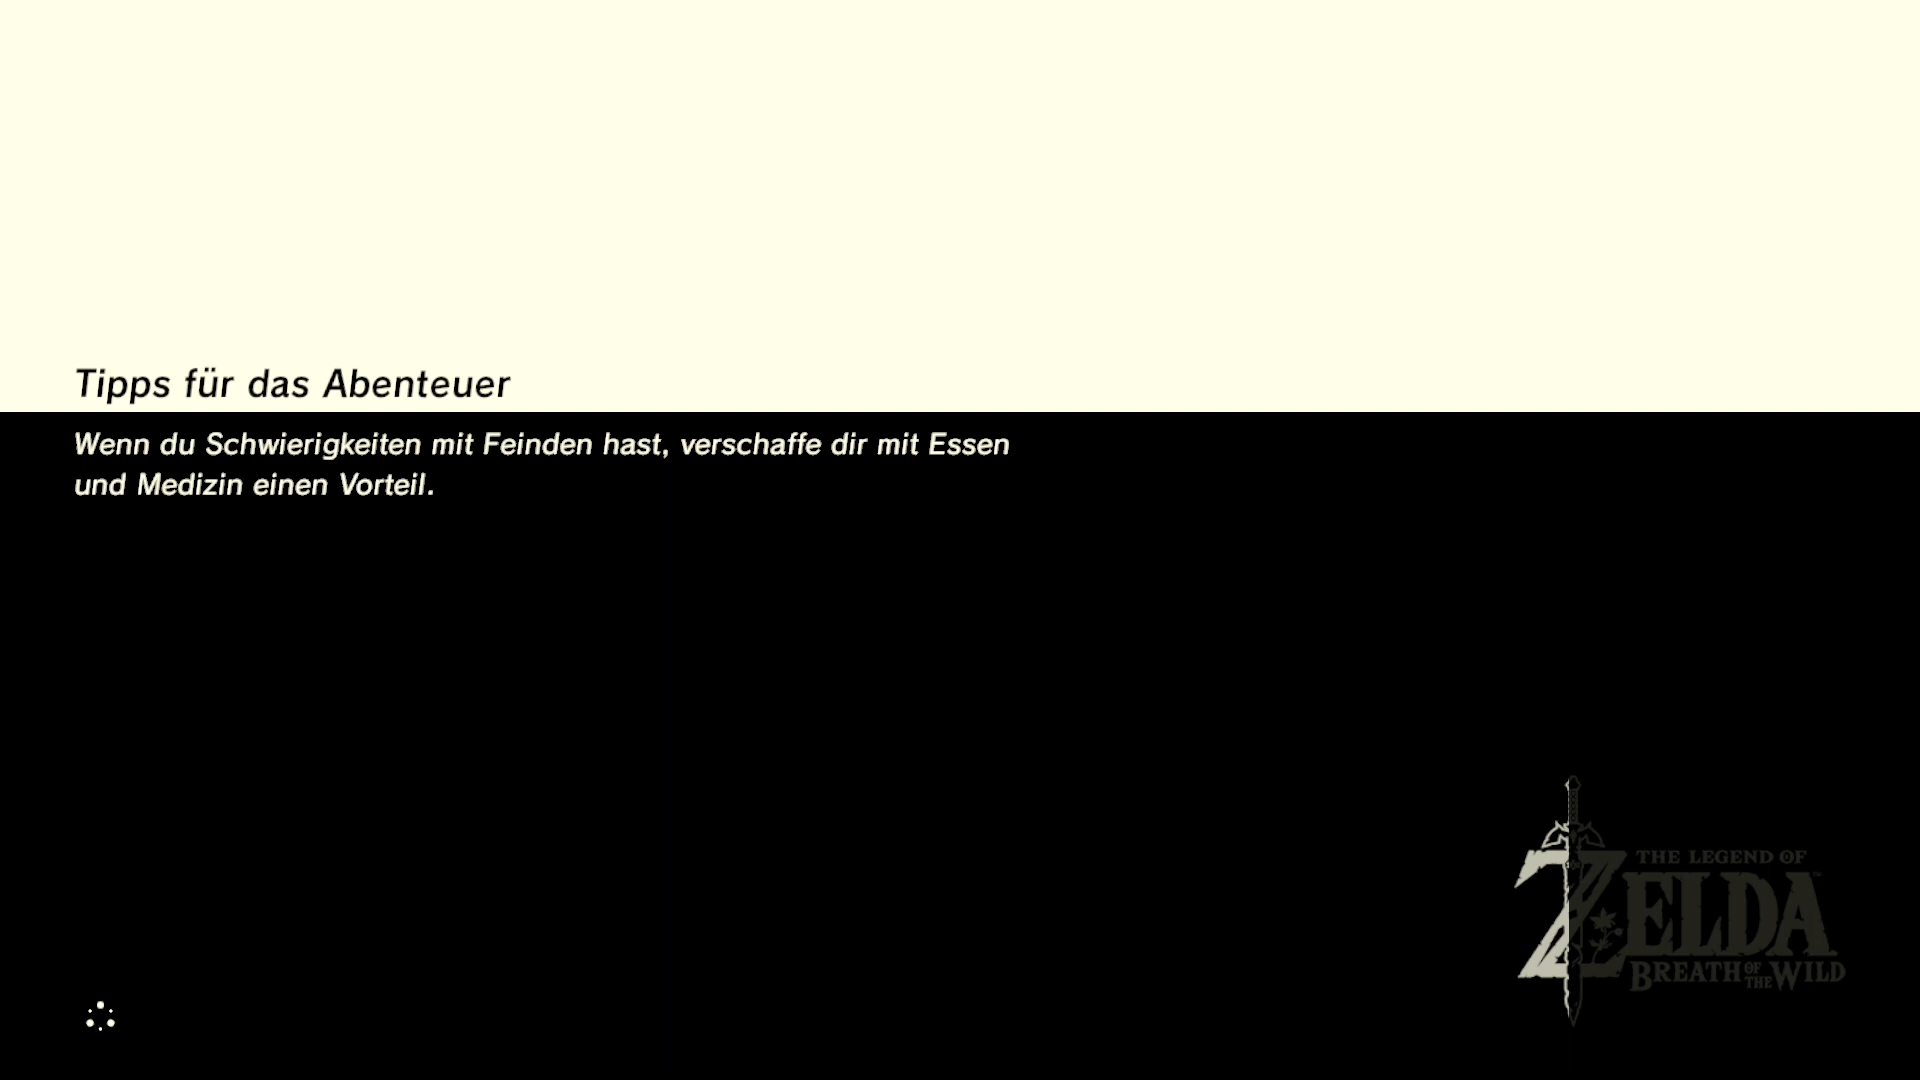 Tipps für das Abenteuer
Wenn du Schwierigkeiten mit Feinden hast, verschaffe dir mit Essen
und Medizin einen Vorteil.
THE LEGEND OF
ZELDA
BREATH OF THE WILD